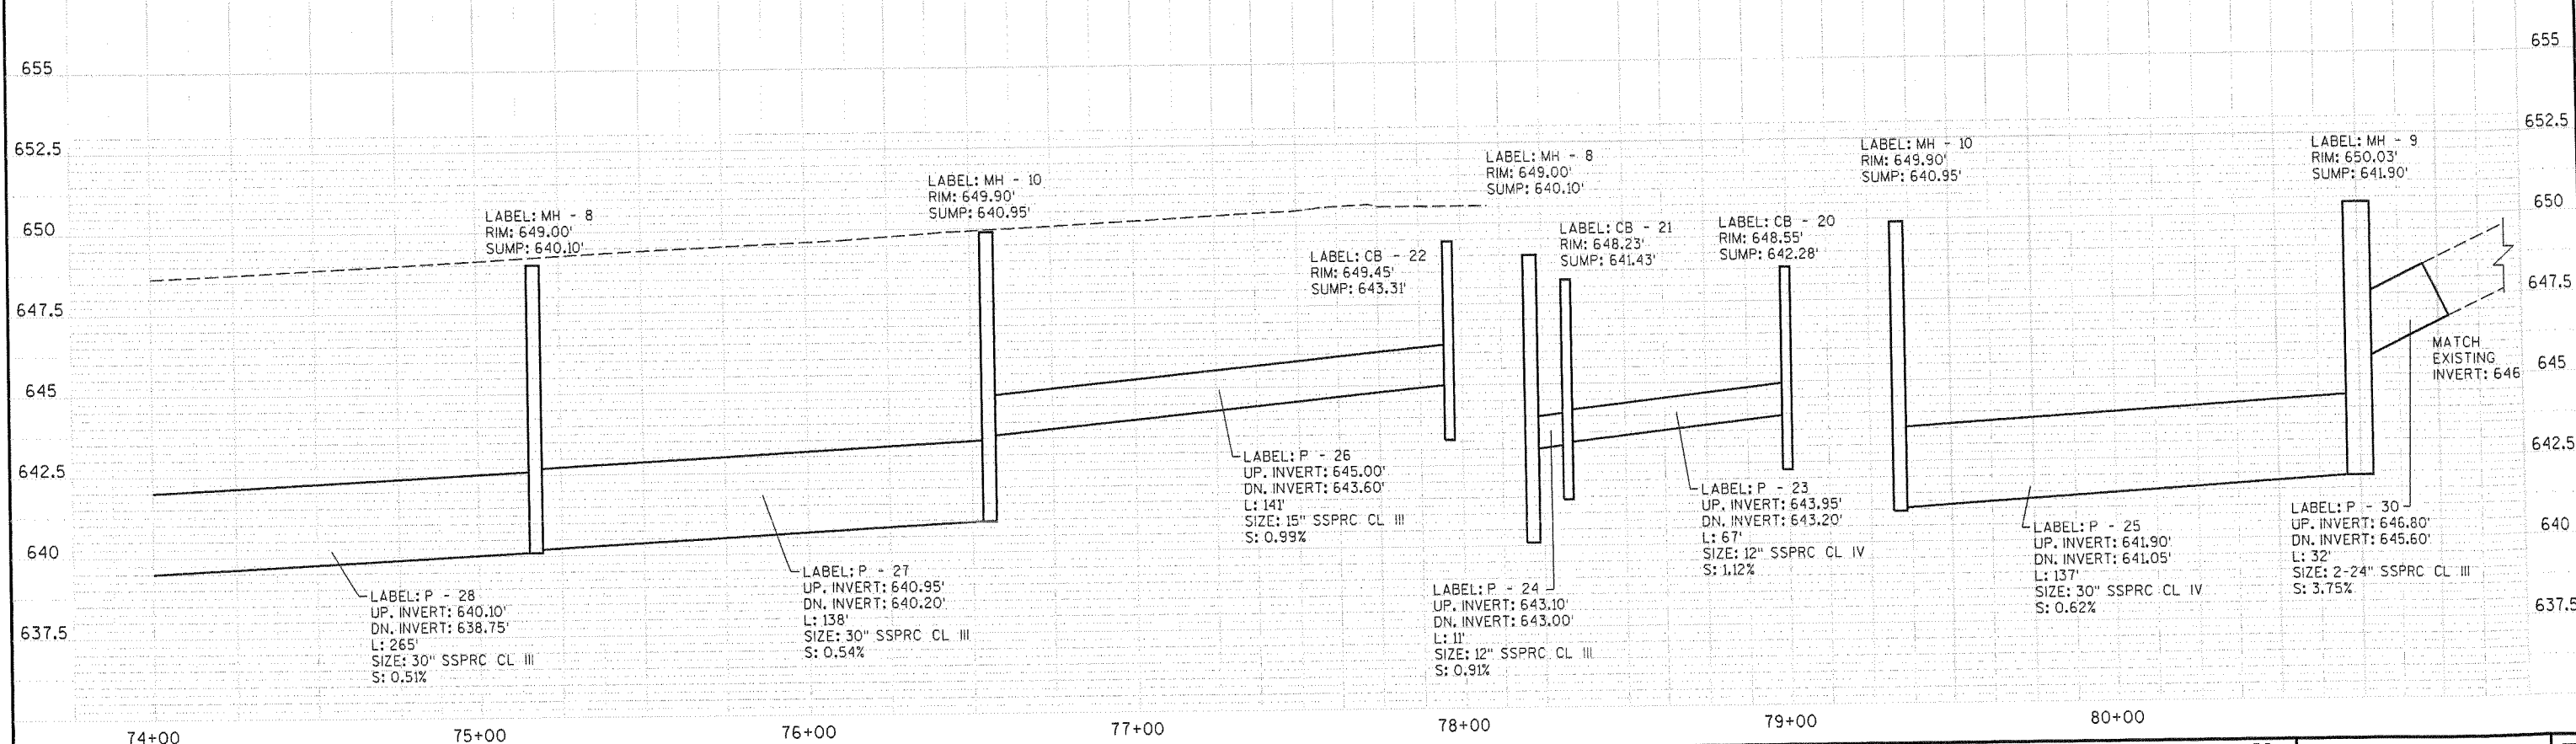 655
652.5
650
647.5
645
642.5
640
637.5
LABEL: MH - 8
RIM: 649.00'
SUMP: 640.10'
LABEL: MH - 10
RIM: 649.90'
SUMP: 640.95'
LABEL: CB - 22
RIM: 649.45'
SUMP: 643.31'
LABEL: MH - 8
RIM: 649.00'
SUMP: 640.10'
LABEL: CB - 21
RIM: 648.23'
SUMP: 641.43'
LABEL: CB - 20
RIM: 648.55'
SUMP: 642.28'
LABEL: MH - 10
RIM: 649.90'
SUMP: 640.95'
LABEL: MH - 9
RIM: 650.03'
SUMP: 641.90'
MATCH
EXISTING
INVERT: 646
LABEL: P - 28
UP. INVERT: 640.10'
DN. INVERT: 638.75'
L: 265'
SIZE: 30" SSPRC CL III
S: 0.51%
LABEL: P - 27
UP. INVERT: 640.95'
DN. INVERT: 640.20'
L: 138'
SIZE: 30" SSPRC CL III
S: 0.54%
LABEL: P - 26
UP. INVERT: 645.00'
DN. INVERT: 643.60'
L: 141'
SIZE: 15" SSPRC CL III
S: 0.99%
LABEL: P - 24
UP. INVERT: 643.10'
DN. INVERT: 643.00'
L: 11'
SIZE: 12" SSPRC CL III
S: 0.91%
LABEL: P - 23
UP. INVERT: 643.95'
DN. INVERT: 643.20'
L: 67'
SIZE: 12" SSPRC CL IV
S: 1.12%
LABEL: P - 25
UP. INVERT: 641.90'
DN. INVERT: 641.05'
L: 137'
SIZE: 30" SSPRC CL IV
S: 0.62%
LABEL: P - 30
UP. INVERT: 646.80'
DN. INVERT: 645.60'
L: 32'
SIZE: 2-24" SSPRC CL III
S: 3.75%
655
652.5
650
647.5
645
642.5
640
637.5
74+00
75+00
76+00
77+00
78+00
79+00
80+00